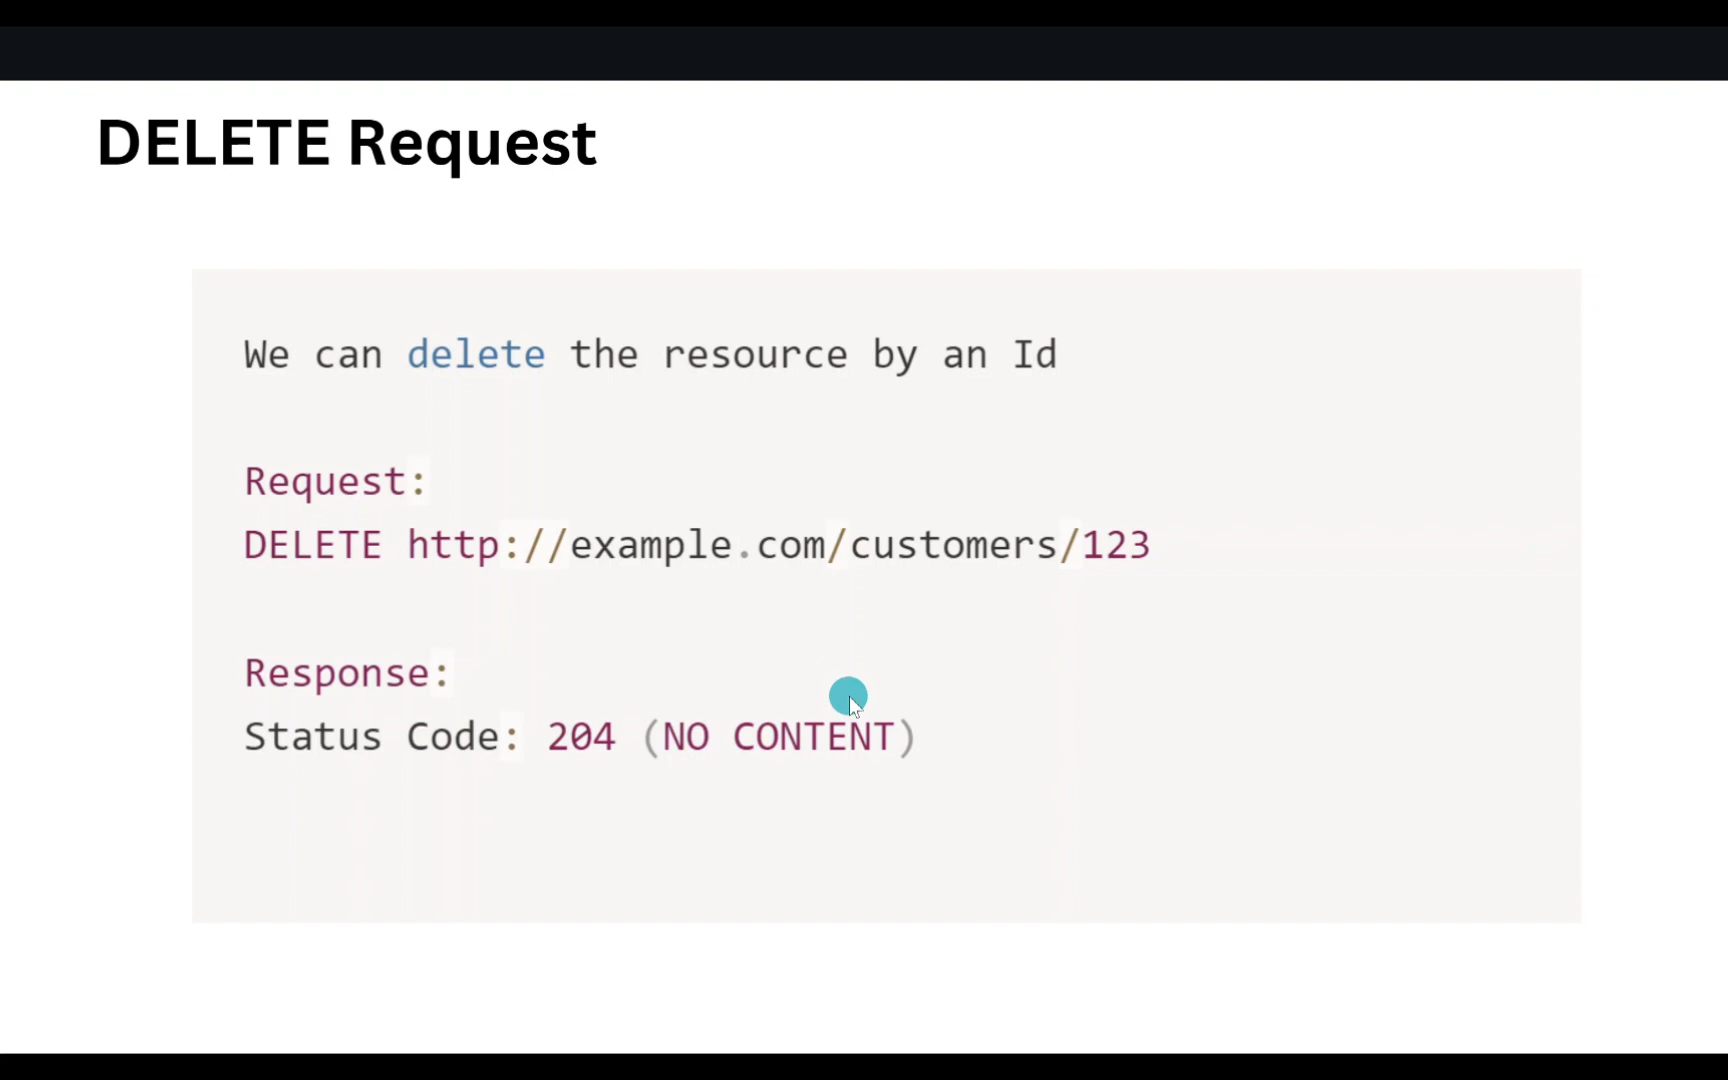 DELETE Request
We can delete the resource by an Id
Request:
DELETE http://example.com/customers/123
Response:
Status Code: 204 (NO CONTENT)